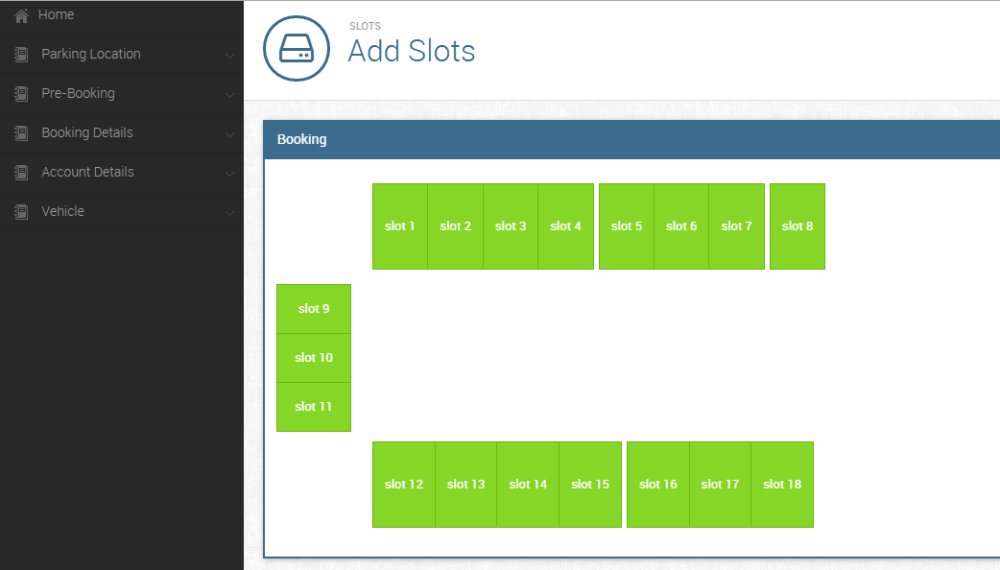 Home
Parking Location
Pre-Booking
Booking Details
Account Details
Vehicle
SLOTS
Add Slots
Booking
slot 1 slot 2 slot 3 slot 4 slot 5 slot 6 slot 7 slot 8
slot 9
slot 10
slot 11
slot 12 slot 13 slot 14 slot 15 slot 16 slot 17 slot 18